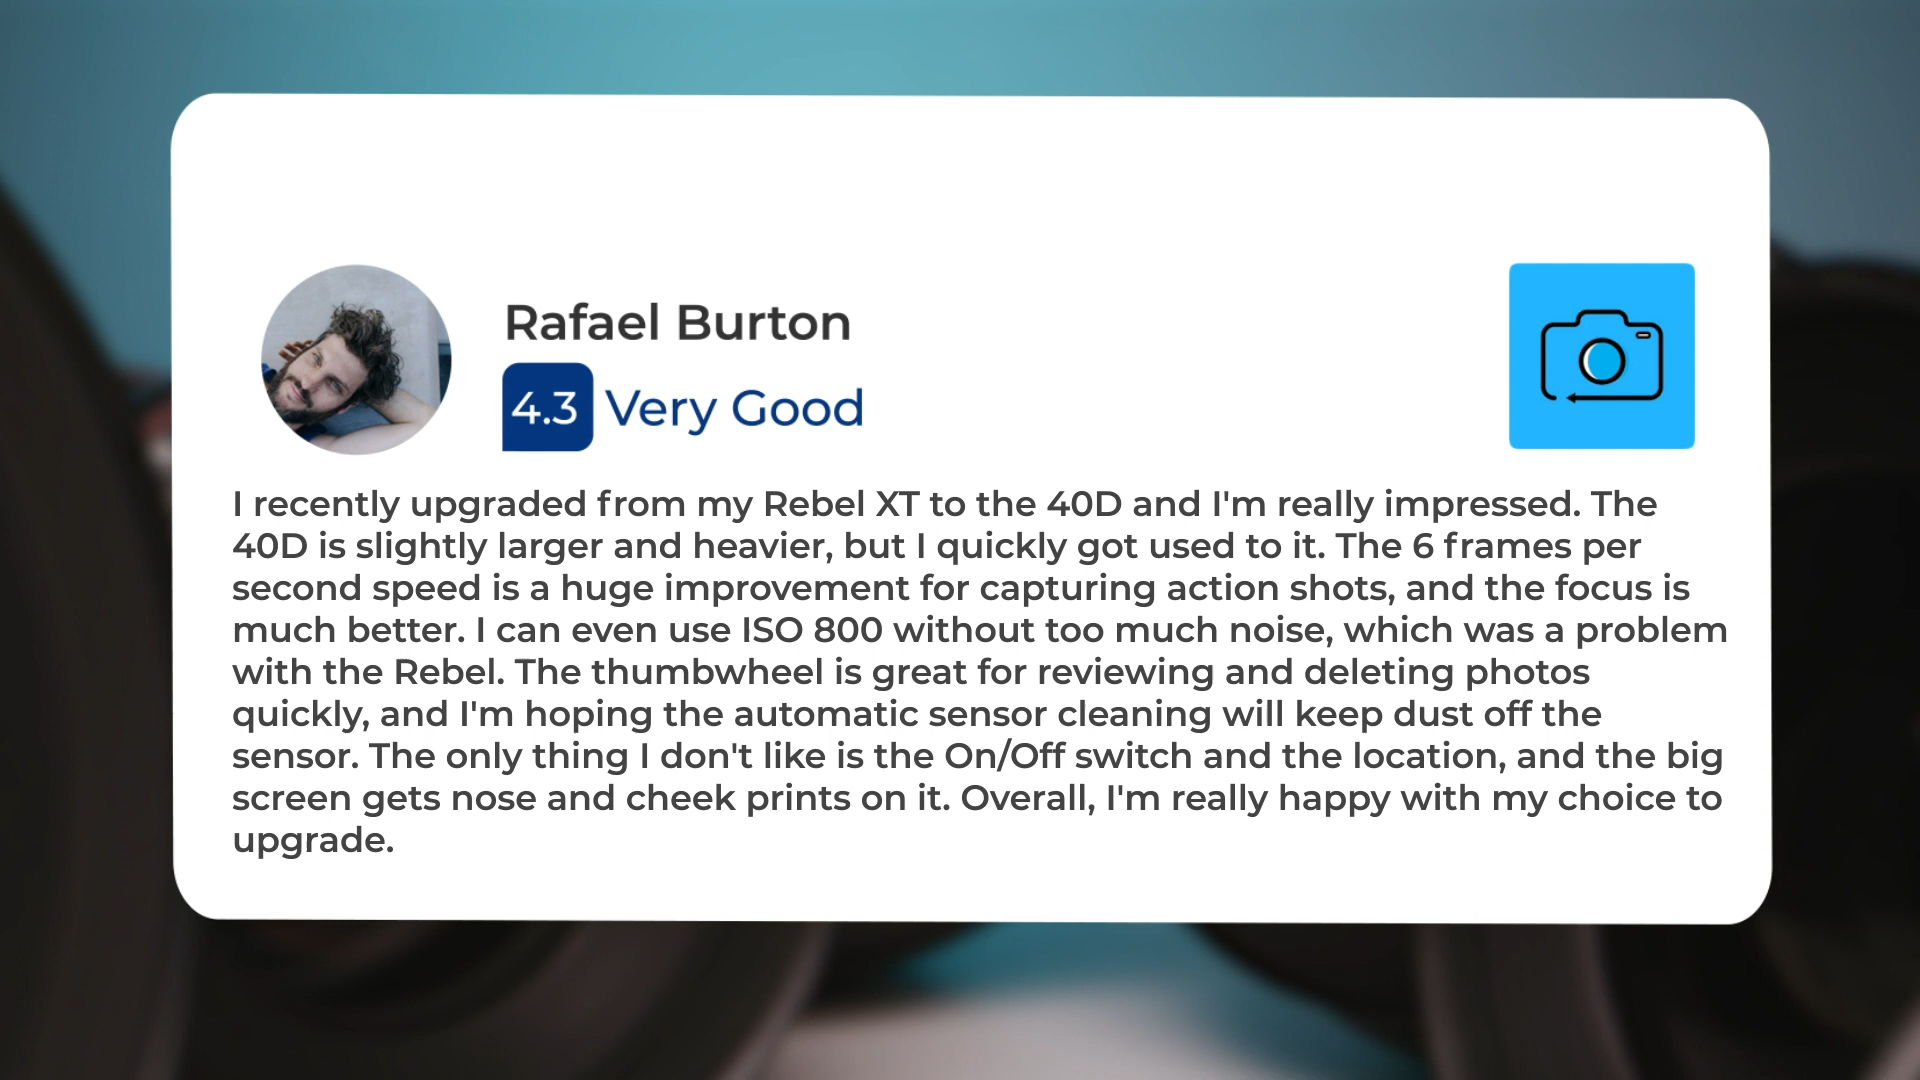 Rafael Burton
4.3 Very Good
I recently upgraded from my Rebel XT to the 40D and I'm really impressed. The
40D is slightly larger and heavier, but I quickly got used to it. The 6 frames per
second speed is a huge improvement for capturing action shots, and the focus is
much better. I can even use ISO 800 without too much noise, which was a problem
with the Rebel. The thumbwheel is great for reviewing and deleting photos
quickly, and I'm hoping the automatic sensor cleaning will keep dust off the
sensor. The only thing I don't like is the On/Off switch and the location, and the big
screen gets nose and cheek prints on it. Overall, I'm really happy with my choice to
upgrade.